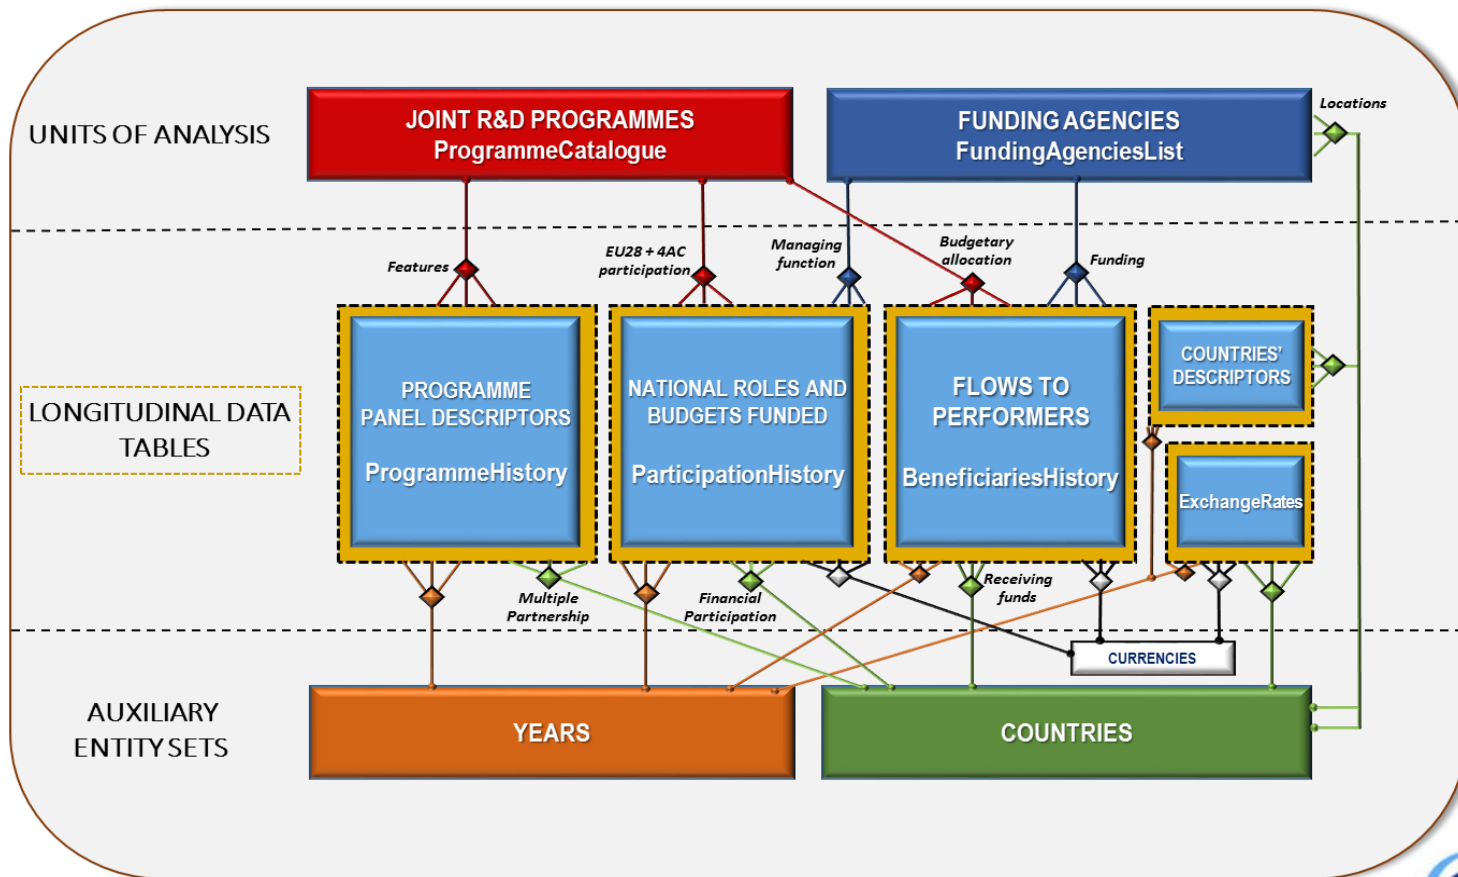 JOINT R&D PROGRAMMES
ProgrammeCatalogue
FUNDING AGENCIES
FundingAgenciesList
Locations
UNITS OF ANALYSIS
Features
EU28 + 4AC
participation
Managing
function
Budgetary
allocation
Funding
LONGITUDINAL DATA
TABLES
PROGRAMME
PANEL DESCRIPTORS
ProgrammeHistory
NATIONAL ROLES AND
BUDGETS FUNDED
ParticipationHistory
FLOWS TO
PERFORMERS
BeneficiariesHistory
COUNTRIES'
DESCRIPTORS
ExchangeRates
Multiple
Partnership
Financial
Participation
Receiving
funds
CURRENCIES
AUXILIARY
ENTITY SETS
YEARS
COUNTRIES